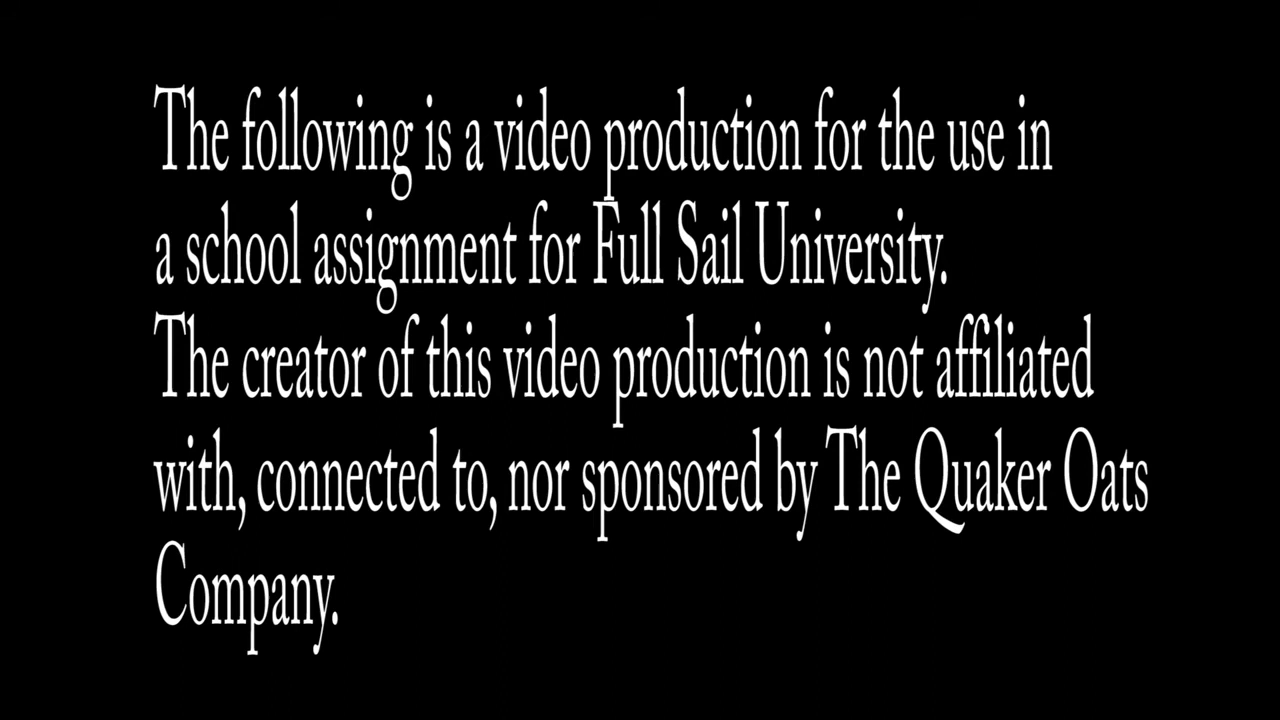 The following is a video production for the use in
a school assignment for Full Sail University.
The creator of this video production is not affiliated
with, connected to, nor sponsored by The Quaker Oats
Company.